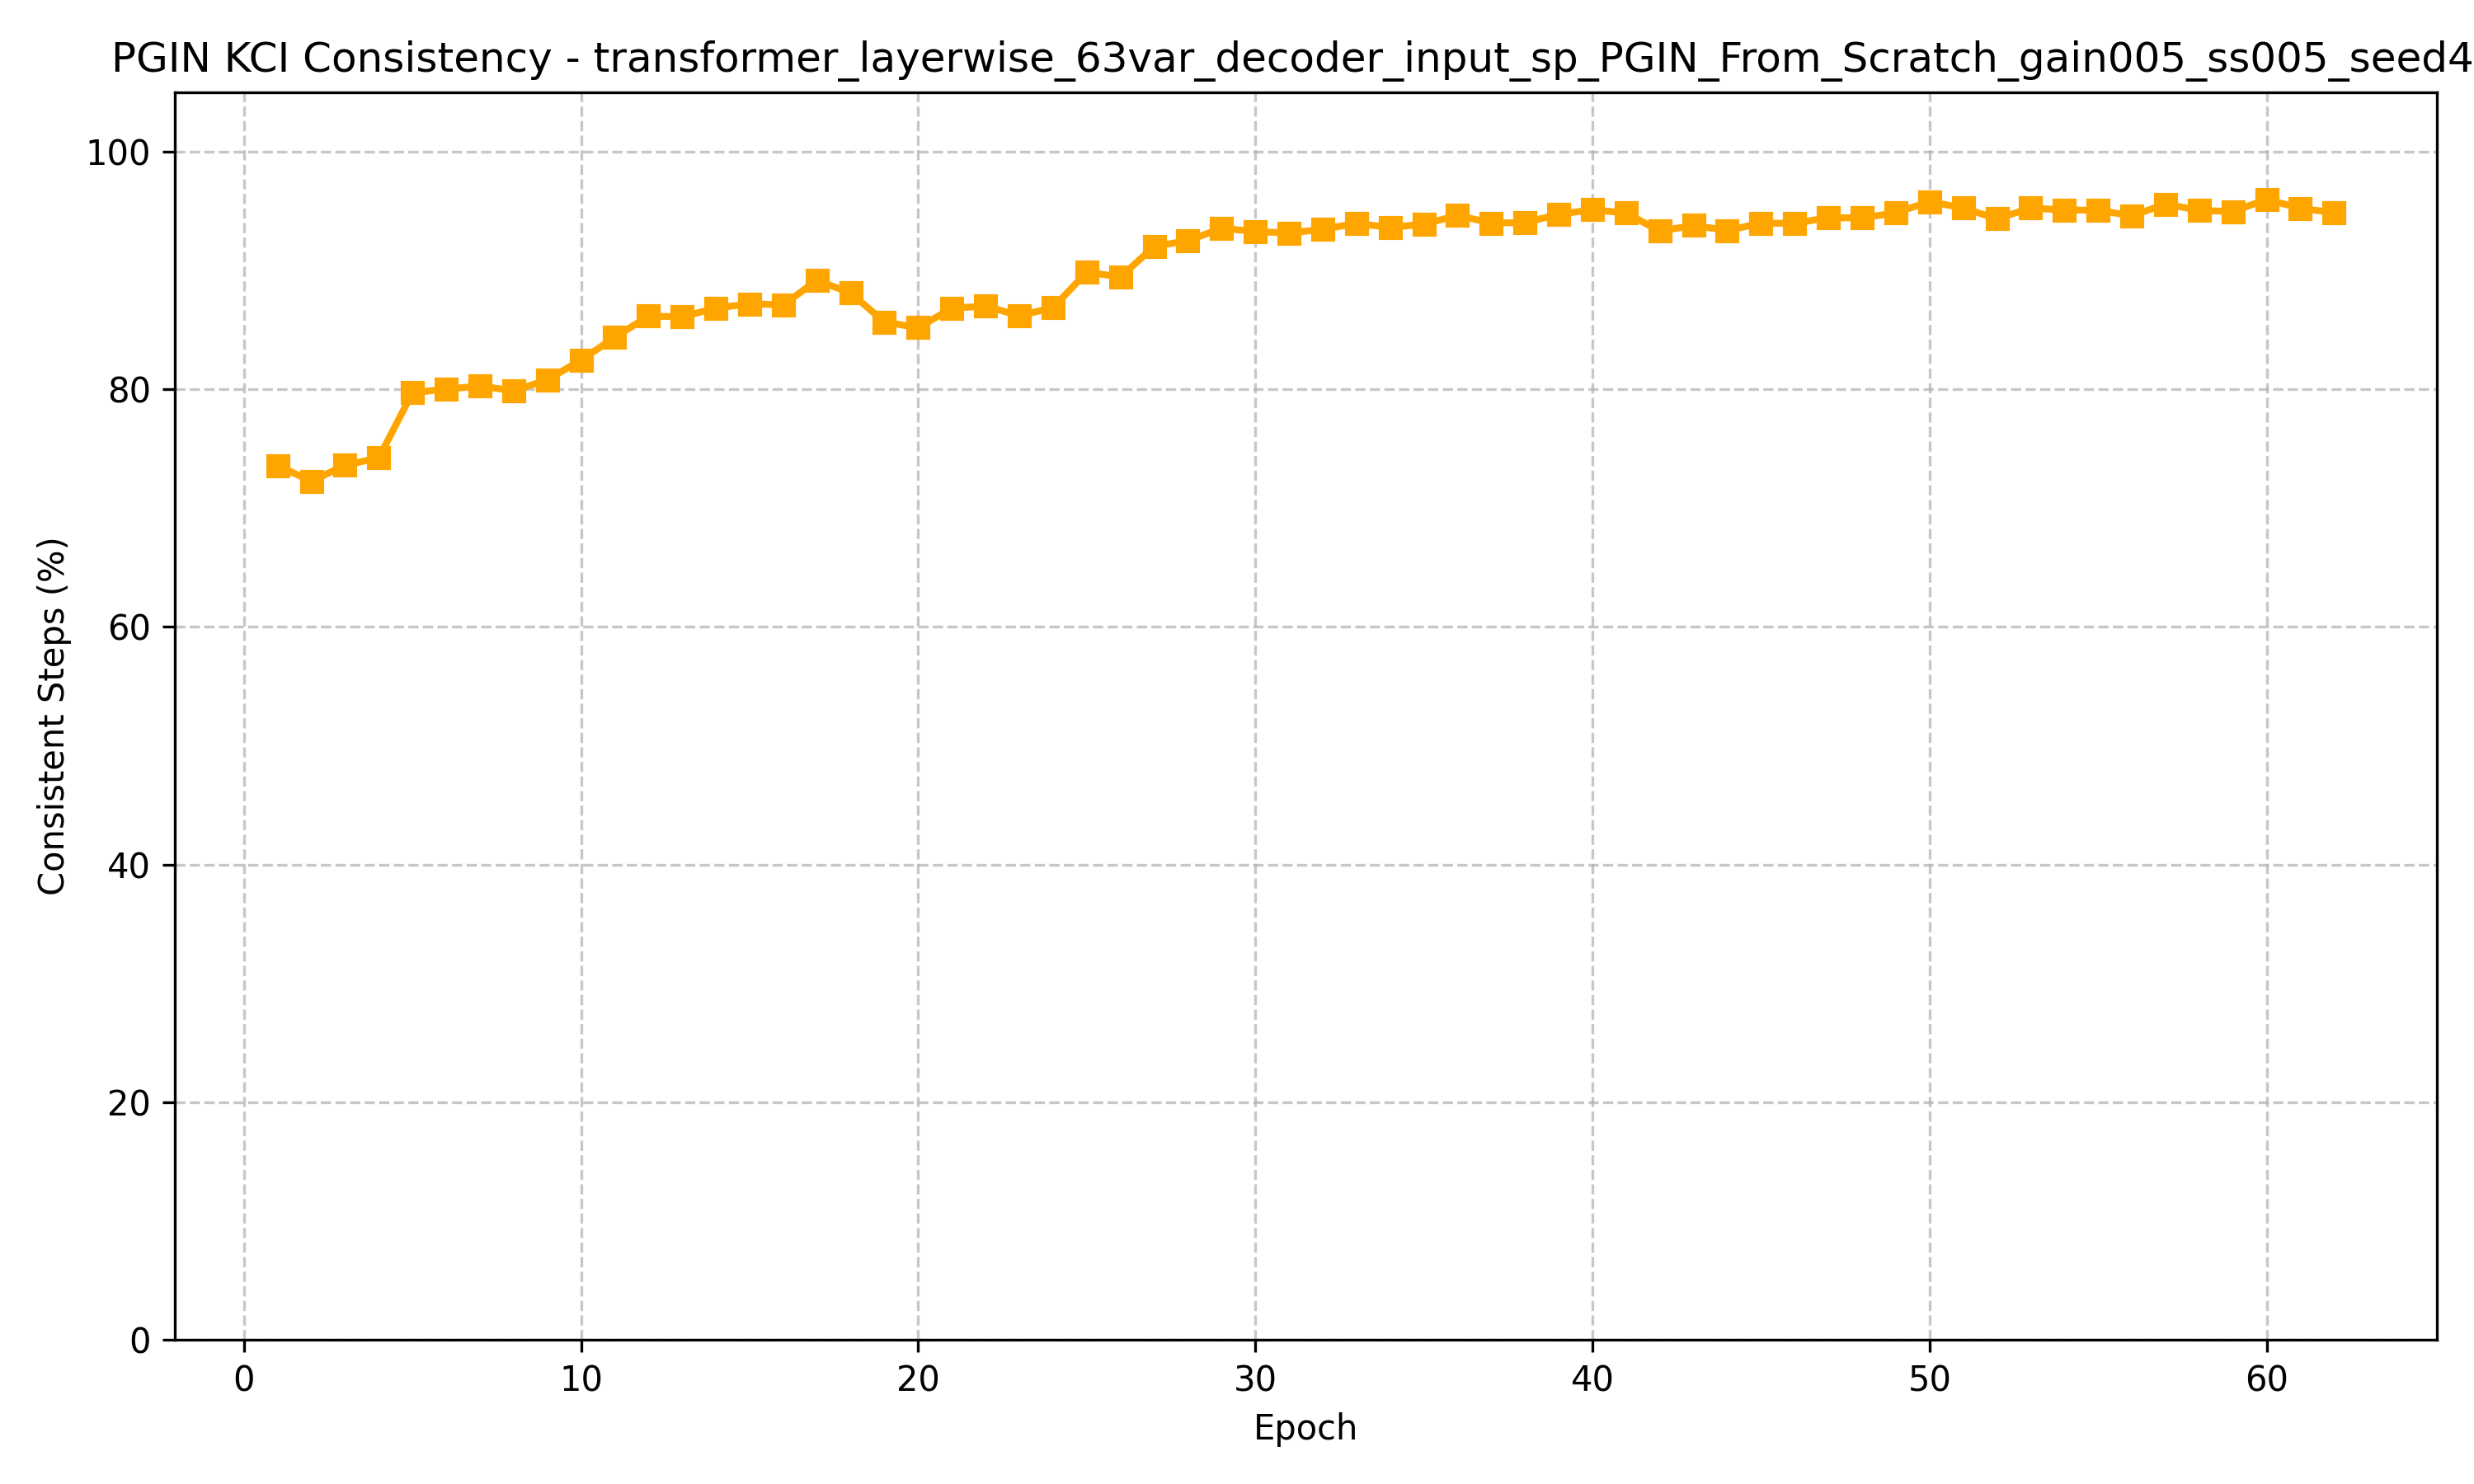 PGIN KCI Consistency - transformer_layerwise_63var_decoder_input_sp_PGIN_From_Scratch_gain005_ss005_seed4
Consistent Steps (%)
100
80
60
40
20
0
0 10 20 30 40 50 60
Epoch